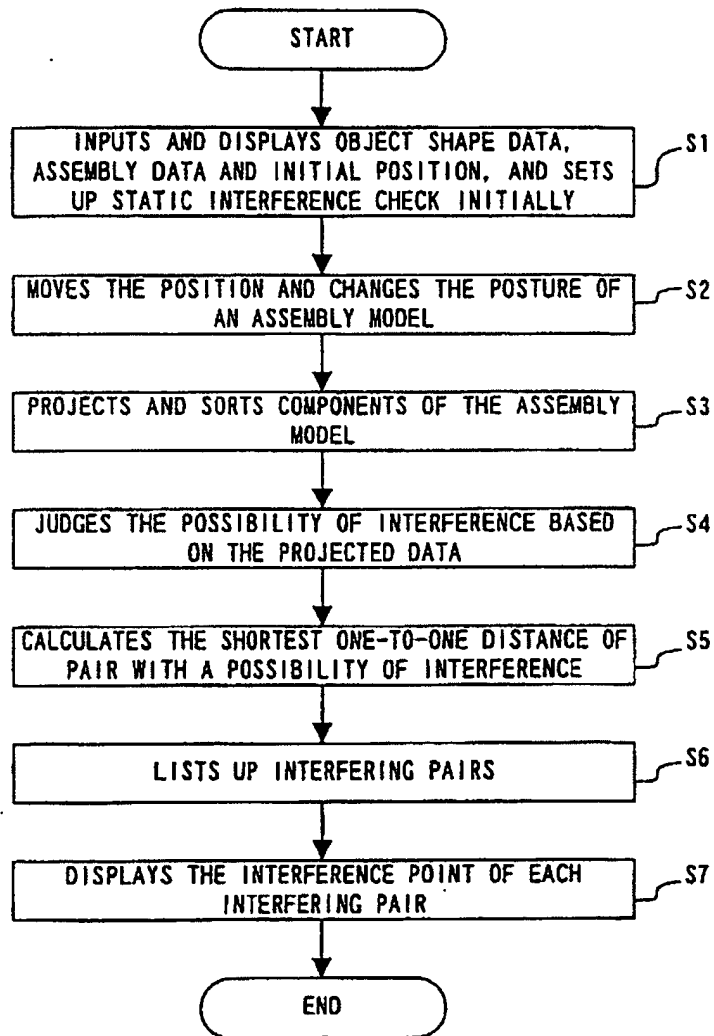 START
INPUTS AND DISPLAYS OBJECT SHAPE DATA,
ASSEMBLY DATA AND INITIAL POSITION, AND SETS
UP STATIC INTERFERENCE CHECK INITIALLY
S1
MOVES THE POSITION AND CHANGES THE POSTURE OF
AN ASSEMBLY MODEL
S2
PROJECTS AND SORTS COMPONENTS OF THE ASSEMBLY
MODEL
S3
JUDGES THE POSSIBILITY OF INTERFERENCE BASED
ON THE PROJECTED DATA
S4
CALCULATES THE SHORTEST ONE-TO-ONE DISTANCE OF
PAIR WITH A POSSIBILITY OF INTERFERENCE
S5
LISTS UP INTERFERING PAIRS
S6
DISPLAYS THE INTERFERENCE POINT OF EACH
INTERFERING PAIR
S7
END